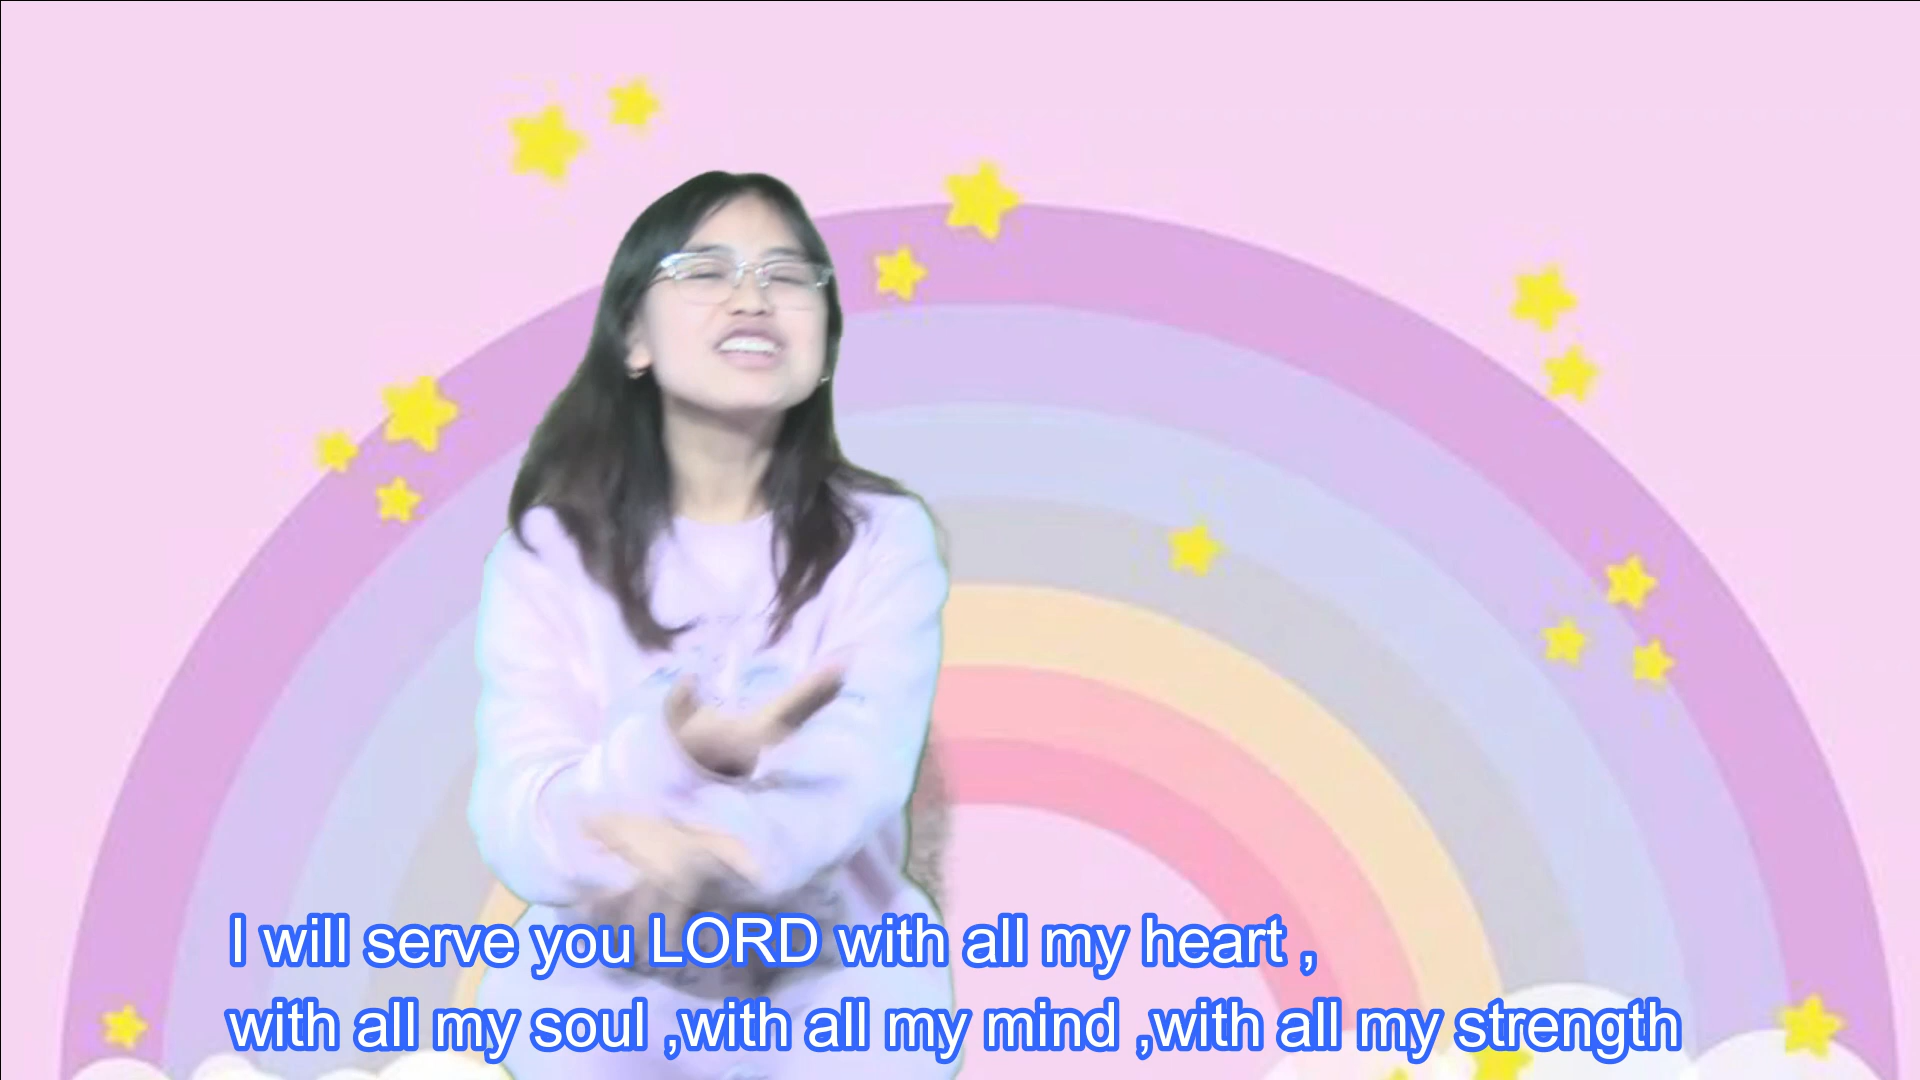 I will serve you LORD with all my heart ,
with all my soul ,with all my mind ,with all my strength